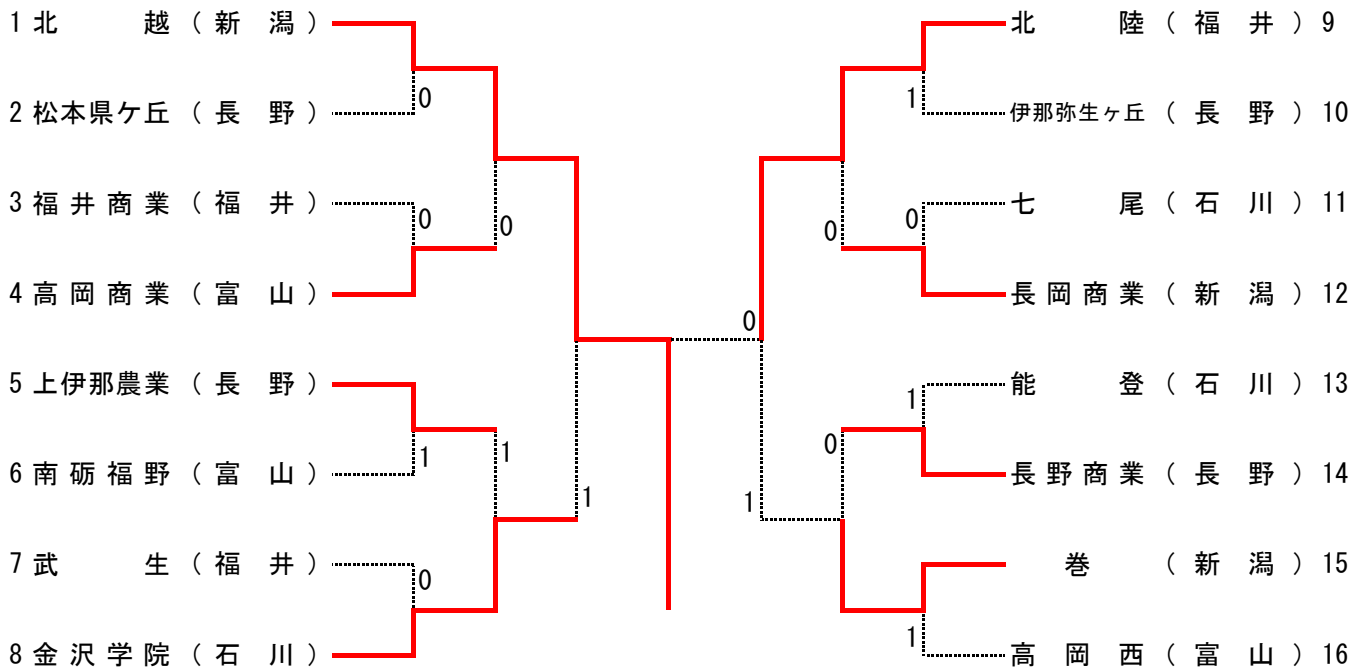 1 北越 (新潟)
0
2 松本県ケ丘 (長野)
3 福井商業 (福井)
0
0
4 高岡商業 (富山)
5 上伊那農業 (長野)
1
1
6 南砺福野 (富山)
1
7 武生 (福井)
0
8 金沢学院 (石川)
北陸 (福井) 9
1
伊那弥生ヶ丘 (長野) 10
七尾 (石川) 11
0
0
長岡商業 (新潟) 12
0
能登 (石川) 13
1
0
長野商業 (長野) 14
1
巻 (新潟) 15
1
高岡西 (富山) 16